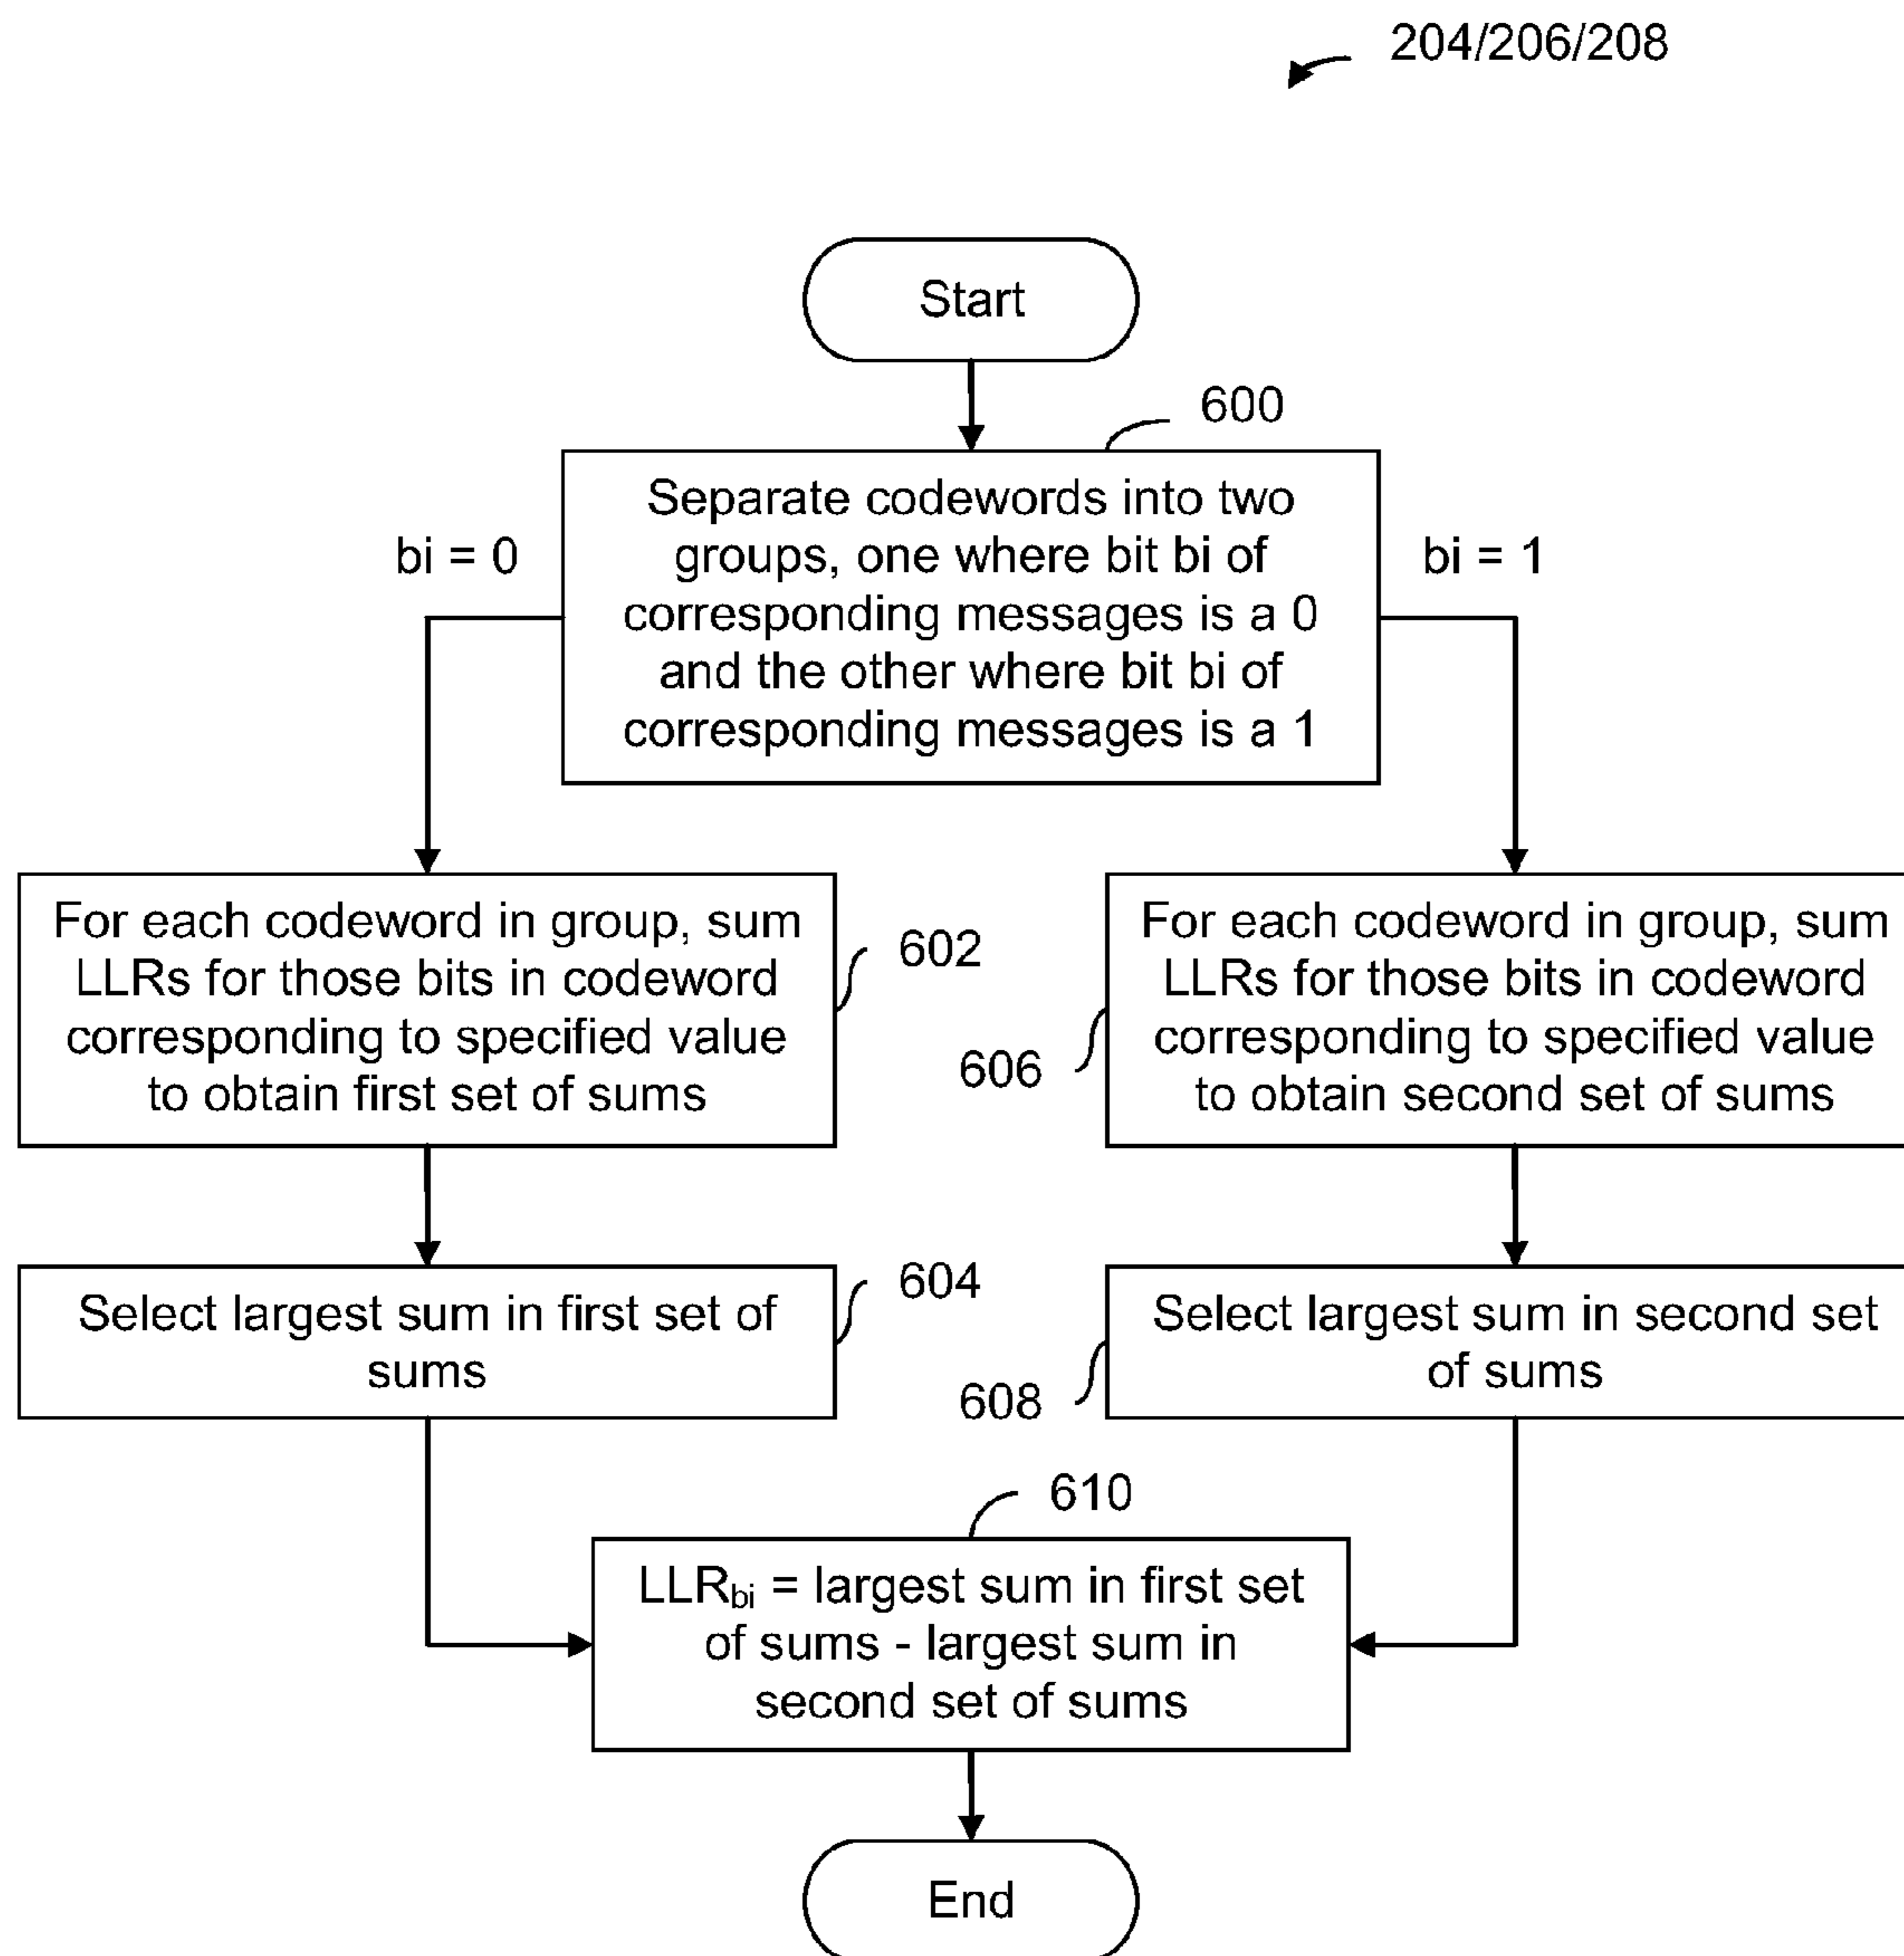 204/206/208
Start
600
Separate codewords into two
groups, one where bit bi of
corresponding messages is a 0
and the other where bit bi of
corresponding messages is a 1
bi = 0
bi = 1
For each codeword in group, sum
LLRs for those bits in codeword
corresponding to specified value
to obtain first set of sums
602
For each codeword in group, sum
LLRs for those bits in codeword
corresponding to specified value
to obtain second set of sums
606
Select largest sum in first set of
sums
604
Select largest sum in second set
of sums
608
610
LLRbi = largest sum in first set
of sums - largest sum in
second set of sums
End